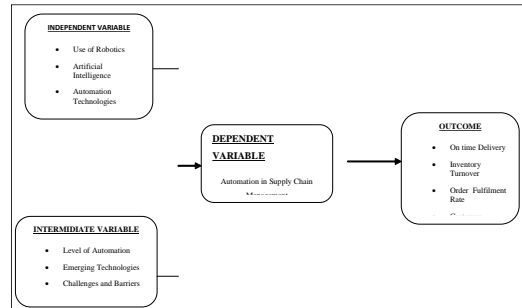 INDEPENDENT VARIABLE
• Use of Robotics
• Artificial
Intelligence
• Automation
Technologies
DEPENDENT
VARIABLE
Automation in Supply Chain
OUTCOME
• On time Delivery
• Inventory
Turnover
• Order Fulfilment
Rate
INTERMIDIATE VARIABLE
• Level of Automation
• Emerging Technologies
• Challenges and Barriers